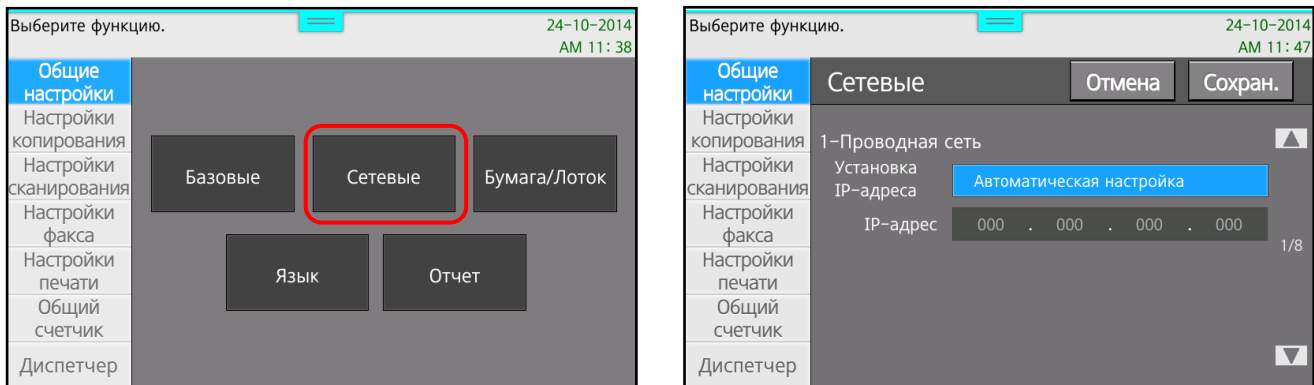 Выберите функцию.
24-10-2014
AM 11:38
Общие
настройки
Настройки
копирования
Настройки
сканирования
Настройки
факса
Настройки
печати
Общий
счетчик
Диспетчер
Базовые
Сетевые
Бумага/Лоток
Язык
Отчет
Выберите функцию.
24-10-2014
AM 11:47
Общие
настройки
Настройки
копирования
Настройки
сканирования
Настройки
факса
Настройки
печати
Общий
счетчик
Диспетчер
Сетевые
Отмена
Сохран.
1-Проводная сеть
Установка
IP-адреса
Автоматическая настройка
IP-адрес
000 . 000 . 000 . 000
1/8